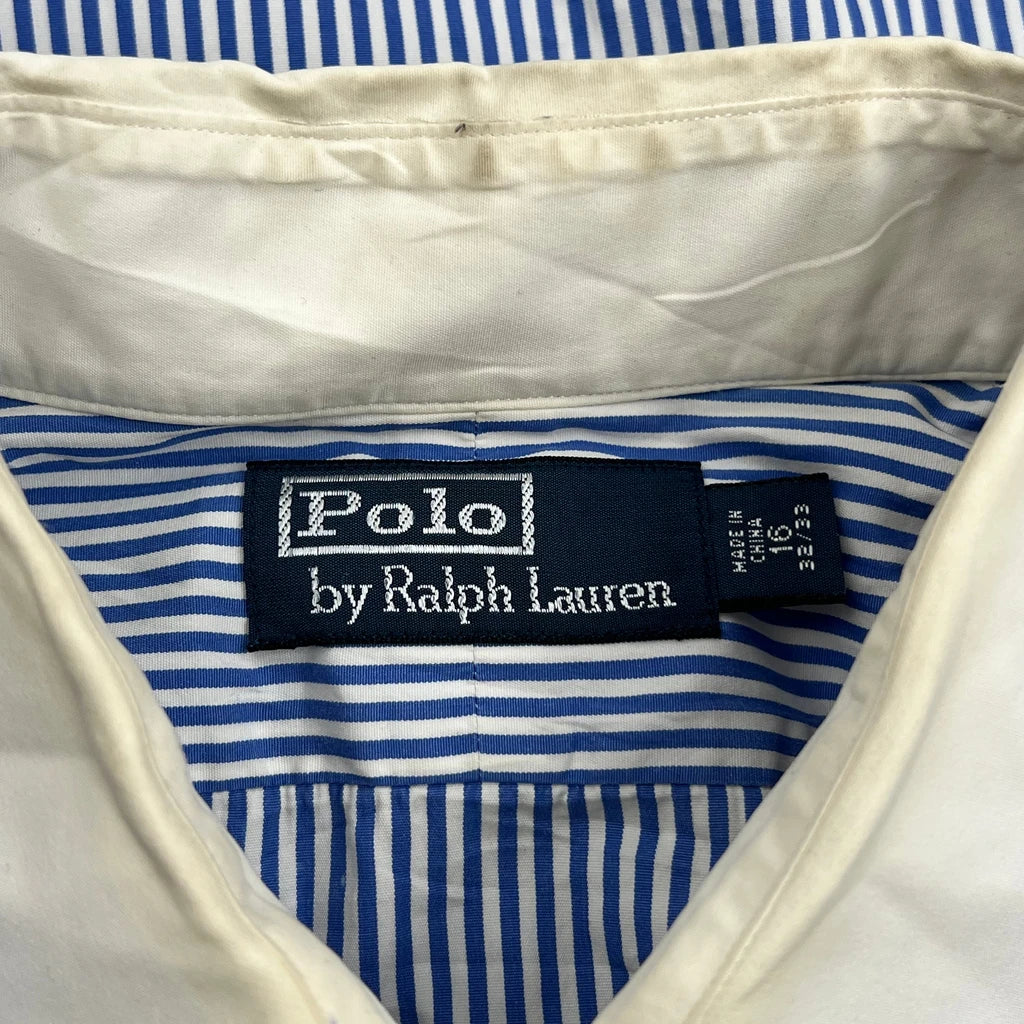 Polo
by Ralph Lauren
MADE IN
CHINA
16
32/33